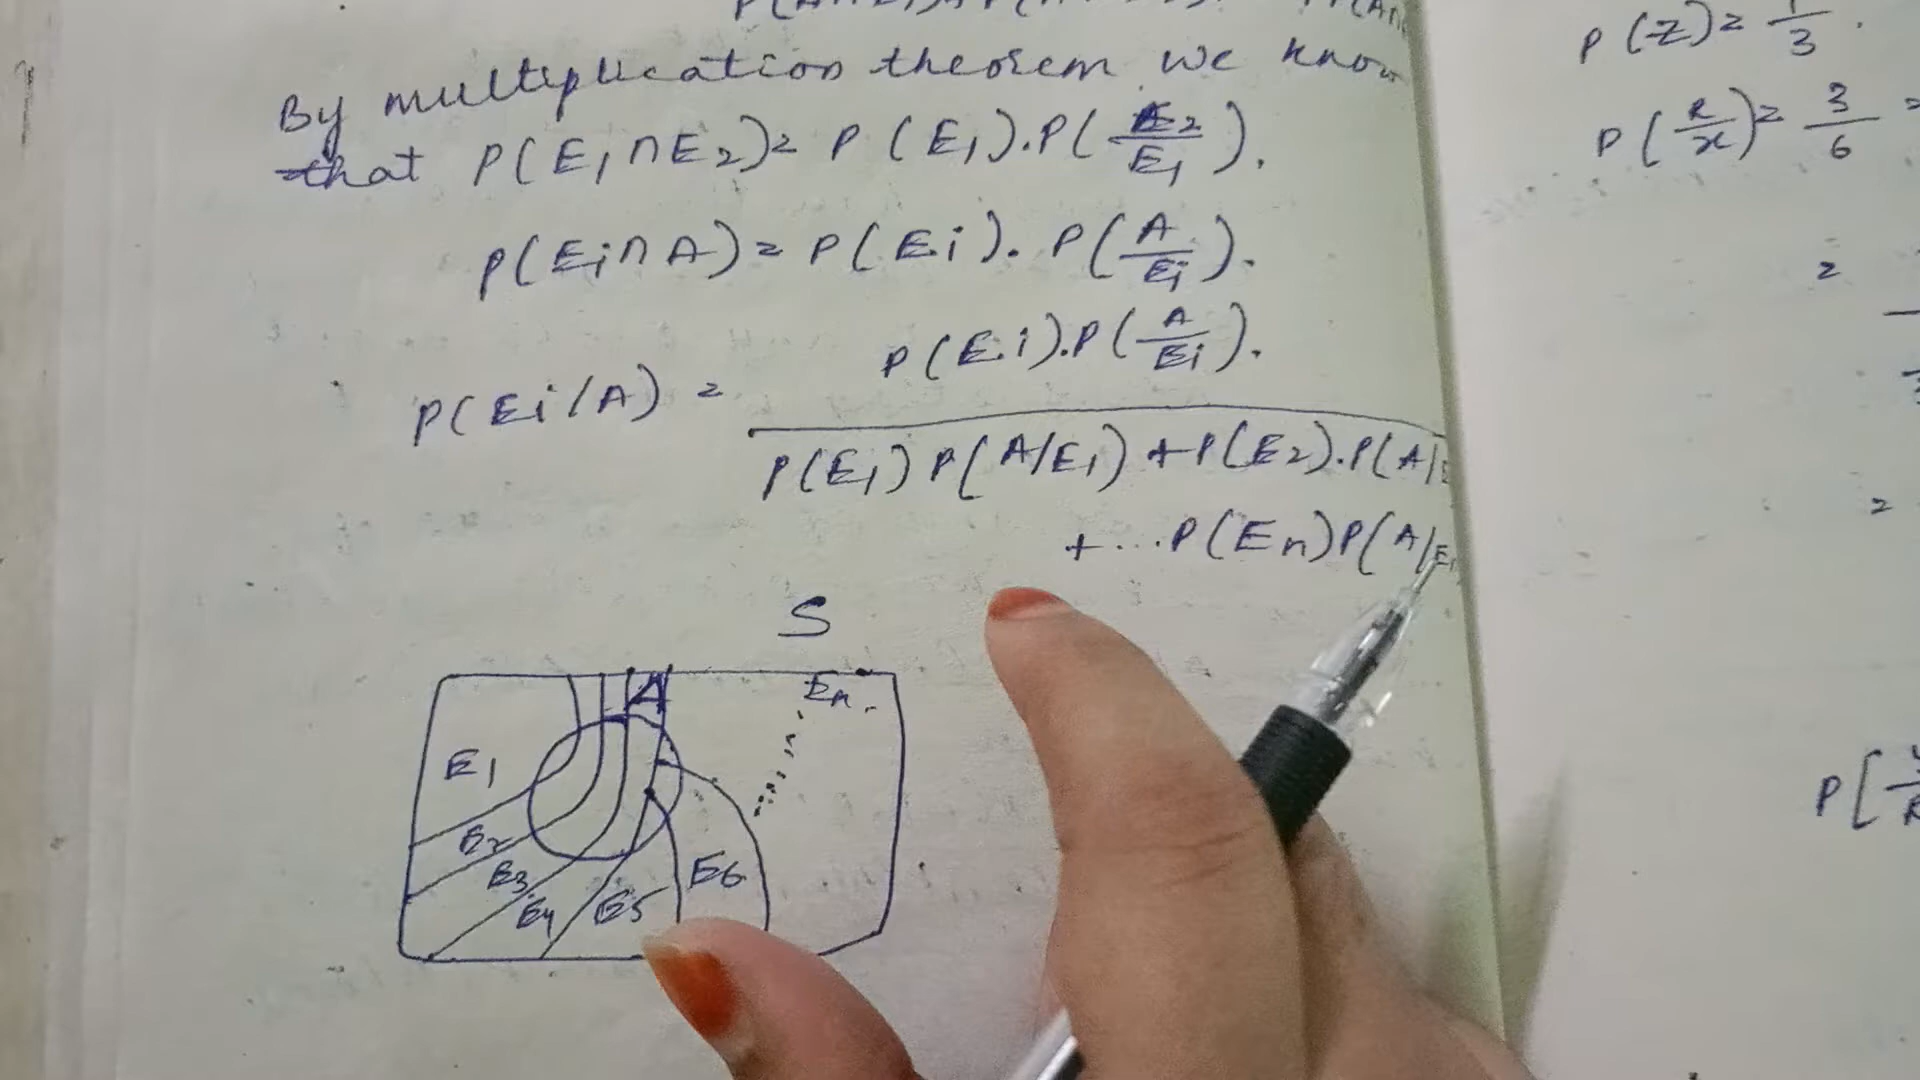 By multiplication theorem we know
that P(E1∩E2)= P(E1).P(E2/E1).
P(Ei∩A)= P(Ei). P(A/Ei).
P(Ei/A) = P(Ei).P(A/Ei).
P(E1)P(A/E1)+P(E2).P(A/
+...P(En)P(A/En
S
A
En.
E1
E2
E3
E4
E5
E6
P(z)= 1/3.
P(R/x)= 3/6 =
=
=
P[